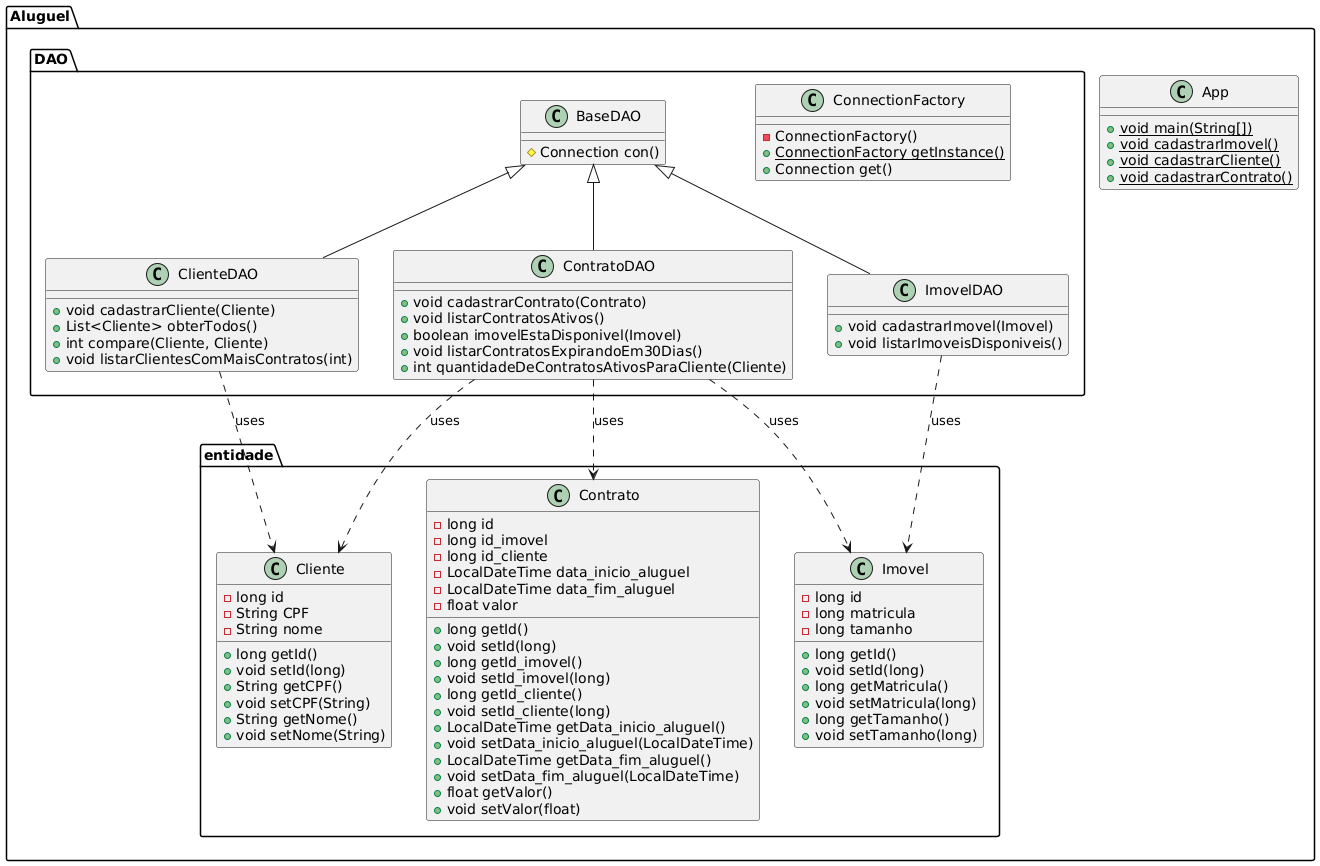 Aluguel
DAO
C BaseDAO
Connection con()
C ConnectionFactory
ConnectionFactory()
ConnectionFactory getInstance()
Connection get()
C App
void main(String[])
void cadastrarImovel()
void cadastrarCliente()
void cadastrarContrato()
C ClienteDAO
void cadastrarCliente(Cliente)
List<Cliente> obterTodos()
int compare(Cliente, Cliente)
void listarClientesComMaisContratos(int)
C ContratoDAO
void cadastrarContrato(Contrato)
void listarContratosAtivos()
boolean imovelEstaDisponivel(Imovel)
void listarContratosExpirandoEm30Dias()
int quantidadeDeContratosAtivosParaCliente(Cliente)
C ImovelDAO
void cadastrarImovel(Imovel)
void listarImoveisDisponiveis()
uses
uses
uses
uses
uses
entidade
C Cliente
long id
String CPF
String nome
long getId()
void setId(long)
String getCPF()
void setCPF(String)
String getNome()
void setNome(String)
C Contrato
long id
long id_imovel
long id_cliente
LocalDateTime data_inicio_aluguel
LocalDateTime data_fim_aluguel
float valor
long getId()
void setId(long)
long getId_imovel()
void setId_imovel(long)
long getId_cliente()
void setId_cliente(long)
LocalDateTime getData_inicio_aluguel()
void setData_inicio_aluguel(LocalDateTime)
LocalDateTime getData_fim_aluguel()
void setData_fim_aluguel(LocalDateTime)
float getValor()
void setValor(float)
C Imovel
long id
long matricula
long tamanho
long getId()
void setId(long)
long getMatricula()
void setMatricula(long)
long getTamanho()
void setTamanho(long)